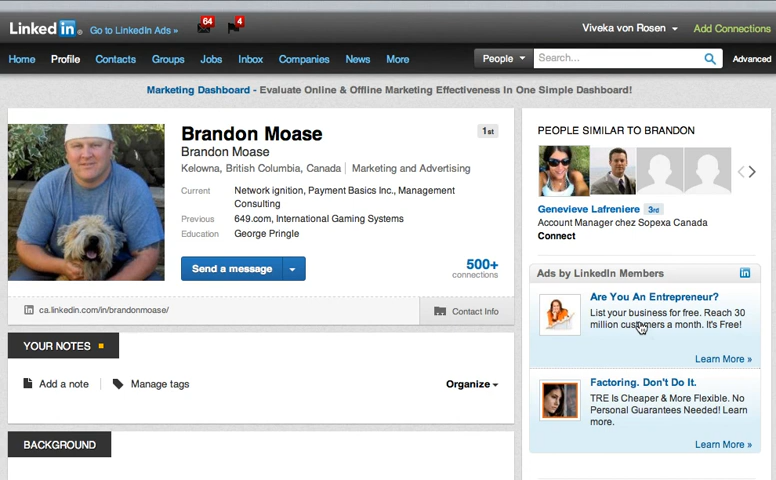 Linked in
Go to LinkedIn Ads »
64
4
Viveka von Rosen
Add Connections
Home
Profile
Contacts
Groups
Jobs
Inbox
Companies
News
More
People
Search...
Advanced
Marketing Dashboard - Evaluate Online & Offline Marketing Effectiveness In One Simple Dashboard!
Brandon Moase
1st
Brandon Moase
Kelowna, British Columbia, Canada | Marketing and Advertising
Current Network ignition, Payment Basics Inc., Management
Consulting
Previous 649.com, International Gaming Systems
Education George Pringle
Send a message
500+
connections
in ca.linkedin.com/in/brandonmoase/
Contact Info
YOUR NOTES
Add a note
Manage tags
Organize
BACKGROUND
PEOPLE SIMILAR TO BRANDON
Genevieve Lafreniere 3rd
Account Manager chez Sopexa Canada
Connect
Ads by LinkedIn Members
in
Are You An Entrepreneur?
List your business for free. Reach 30
million customers a month. It's Free!
Learn More »
Factoring. Don't Do It.
TRE Is Cheaper & More Flexible. No
Personal Guarantees Needed! Learn
more.
Learn More »